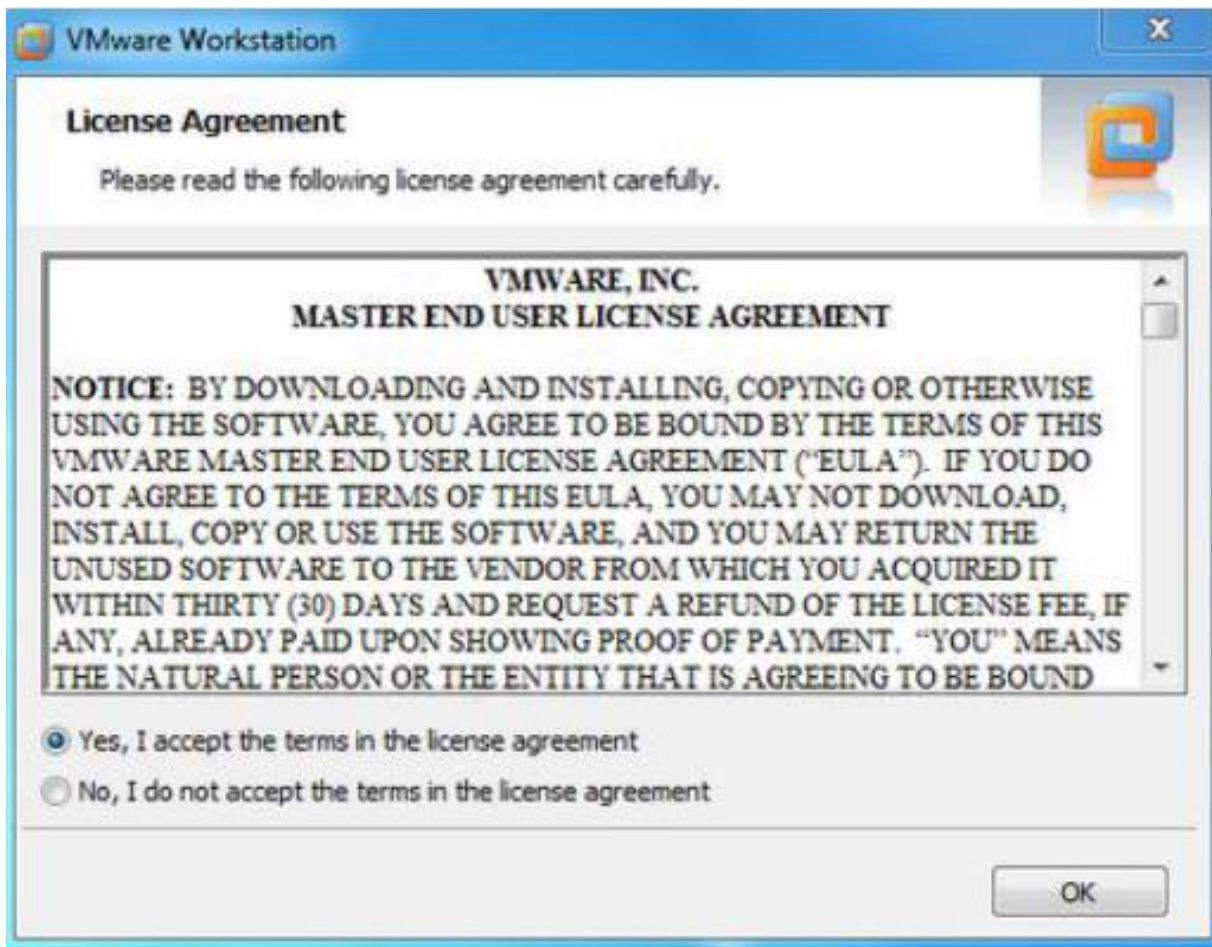 VMware Workstation
License Agreement
Please read the following license agreement carefully.
VMWARE, INC.
MASTER END USER LICENSE AGREEMENT
NOTICE: BY DOWNLOADING AND INSTALLING, COPYING OR OTHERWISE
USING THE SOFTWARE, YOU AGREE TO BE BOUND BY THE TERMS OF THIS
VMWARE MASTER END USER LICENSE AGREEMENT (“EULA”). IF YOU DO
NOT AGREE TO THE TERMS OF THIS EULA, YOU MAY NOT DOWNLOAD,
INSTALL, COPY OR USE THE SOFTWARE, AND YOU MAY RETURN THE
UNUSED SOFTWARE TO THE VENDOR FROM WHICH YOU ACQUIRED IT
WITHIN THIRTY (30) DAYS AND REQUEST A REFUND OF THE LICENSE FEE, IF
ANY, ALREADY PAID UPON SHOWING PROOF OF PAYMENT. “YOU” MEANS
THE NATURAL PERSON OR THE ENTITY THAT IS AGREEING TO BE BOUND
Yes, I accept the terms in the license agreement
No, I do not accept the terms in the license agreement
OK